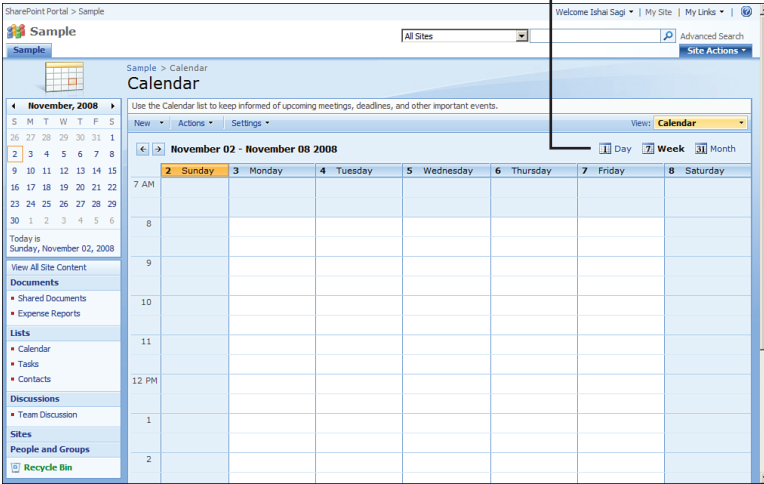 SharePoint Portal > Sample
Welcome Ishai Sagi | My Site | My Links
Sample
All Sites
Advanced Search
Sample
Site Actions
Sample > Calendar
Calendar
November, 2008
S M T W T F S
26 27 28 29 30 31 1
2 3 4 5 6 7 8
9 10 11 12 13 14 15
16 17 18 19 20 21 22
23 24 25 26 27 28 29
30 1 2 3 4 5 6
Today is
Sunday, November 02, 2008
View All Site Content
Documents
Shared Documents
Expense Reports
Lists
Calendar
Tasks
Contacts
Discussions
Team Discussion
Sites
People and Groups
Recycle Bin
Use the Calendar list to keep informed of upcoming meetings, deadlines, and other important events.
New Actions Settings View: Calendar
November 02 - November 08 2008
1 Day 7 Week 31 Month
2 Sunday 3 Monday 4 Tuesday 5 Wednesday 6 Thursday 7 Friday 8 Saturday
7 AM
8
9
10
11
12 PM
1
2